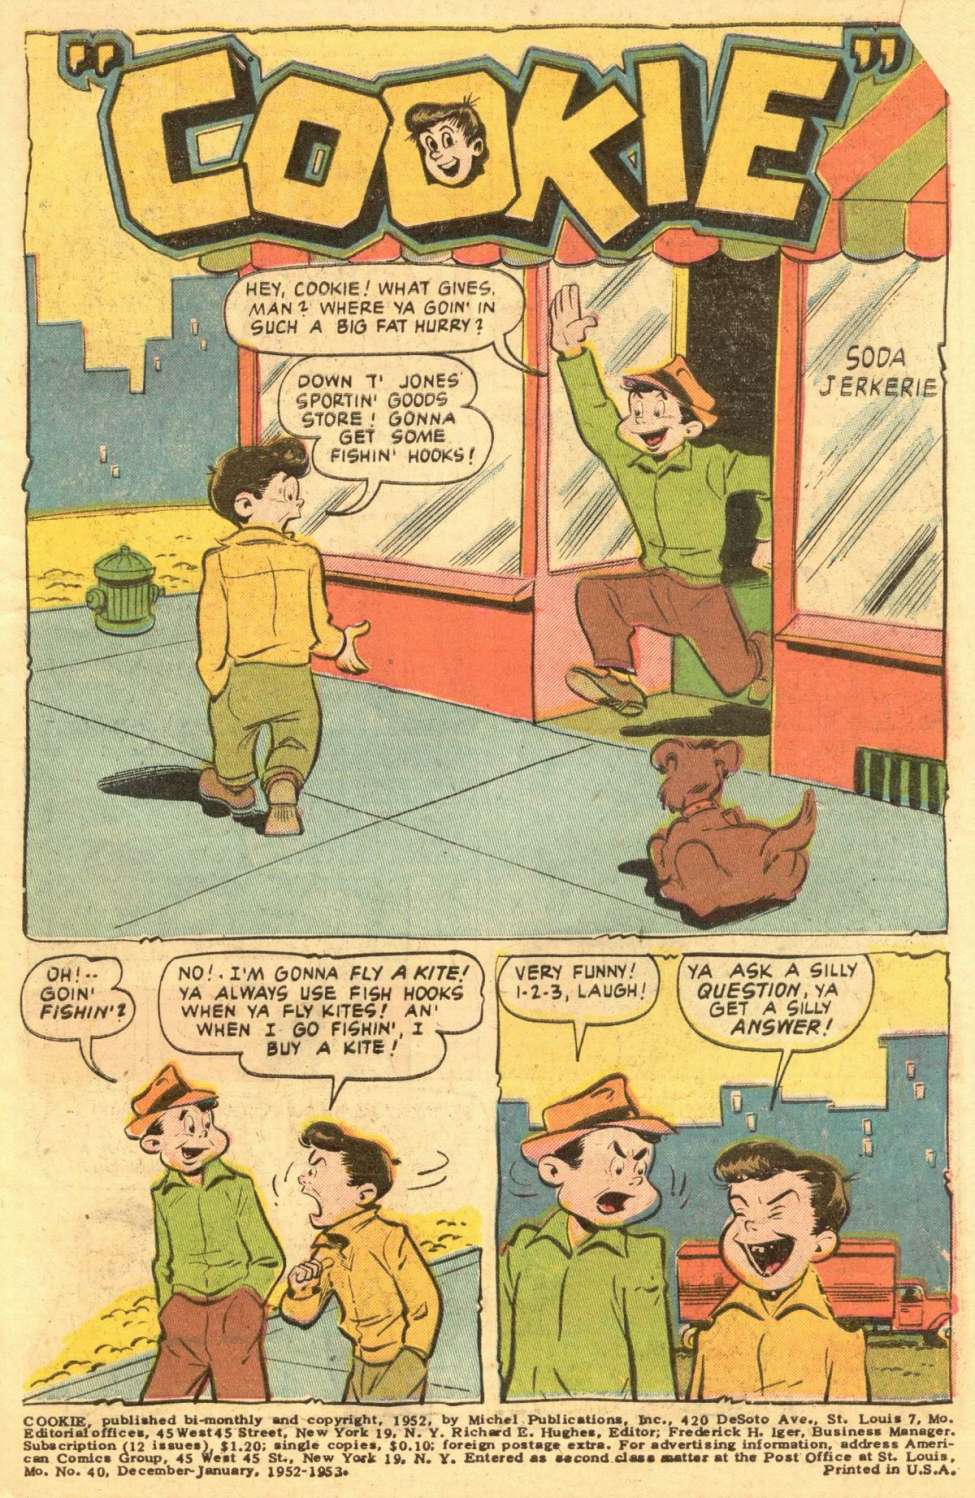 "COOKIE"
HEY, COOKIE! WHAT GIVES,
MAN? WHERE YA GOIN' IN
SUCH A BIG FAT HURRY?
DOWN T' JONES'
SPORTIN' GOODS
STORE! GONNA
GET SOME
FISHIN' HOOKS!
SODA
JERKERIE
OH!--
GOIN'
FISHIN'?
NO!. I'M GONNA FLY A KITE!
YA ALWAYS USE FISH HOOKS
WHEN YA FLY KITES! AN'
WHEN I GO FISHIN', I
BUY A KITE!
VERY FUNNY!
1-2-3, LAUGH!
YA ASK A SILLY
QUESTION, YA
GET A SILLY
ANSWER!
COOKIE, published bi-monthly and copyright, 1952, by Michel Publications, Inc., 420 DeSoto Ave., St. Louis 7, Mo.
Editorial offices, 45 West 45 Street, New York 19, N. Y. Richard E. Hughes, Editor; Frederick H. Iger, Business Manager.
Subscription (12 issues), $1.20; single copies, $0.10; foreign postage extra. For advertising information, address Ameri-
can Comics Group, 45 West 45 St., New York 19, N. Y. Entered as second class matter at the Post Office at St. Louis,
Mo. No. 40, December-January, 1952-1953. Printed in U.S.A.